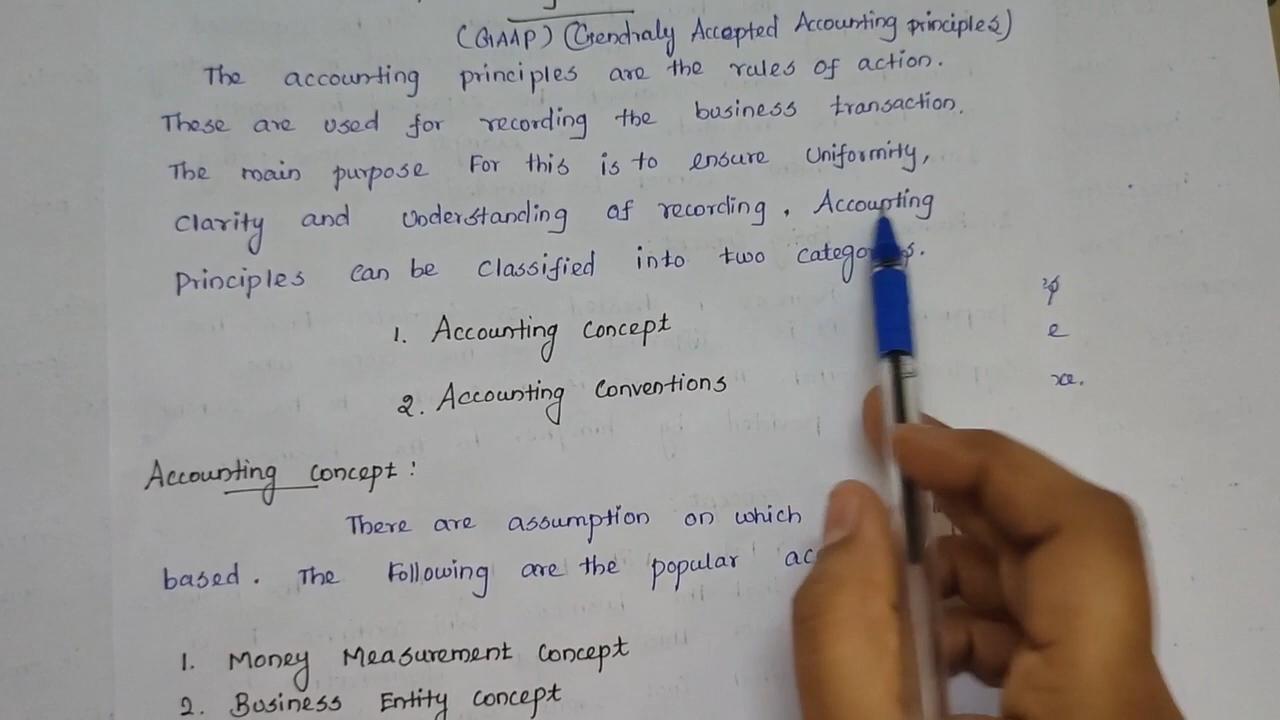 (GAAP) (Gendraly Accepted Accounting principles)
The accounting principles are the rules of action.
These are used for recording the business transaction.
The main purpose For this is to ensure Uniformity,
Clarity and Understanding of recording. Accounting
Principles can be classified into two
1. Accounting Concept
2. Accounting Conventions
Accounting concept:
There are assumption on which
based. The Following are the popular
1. Money Measurement Concept
2. Business Entity concept